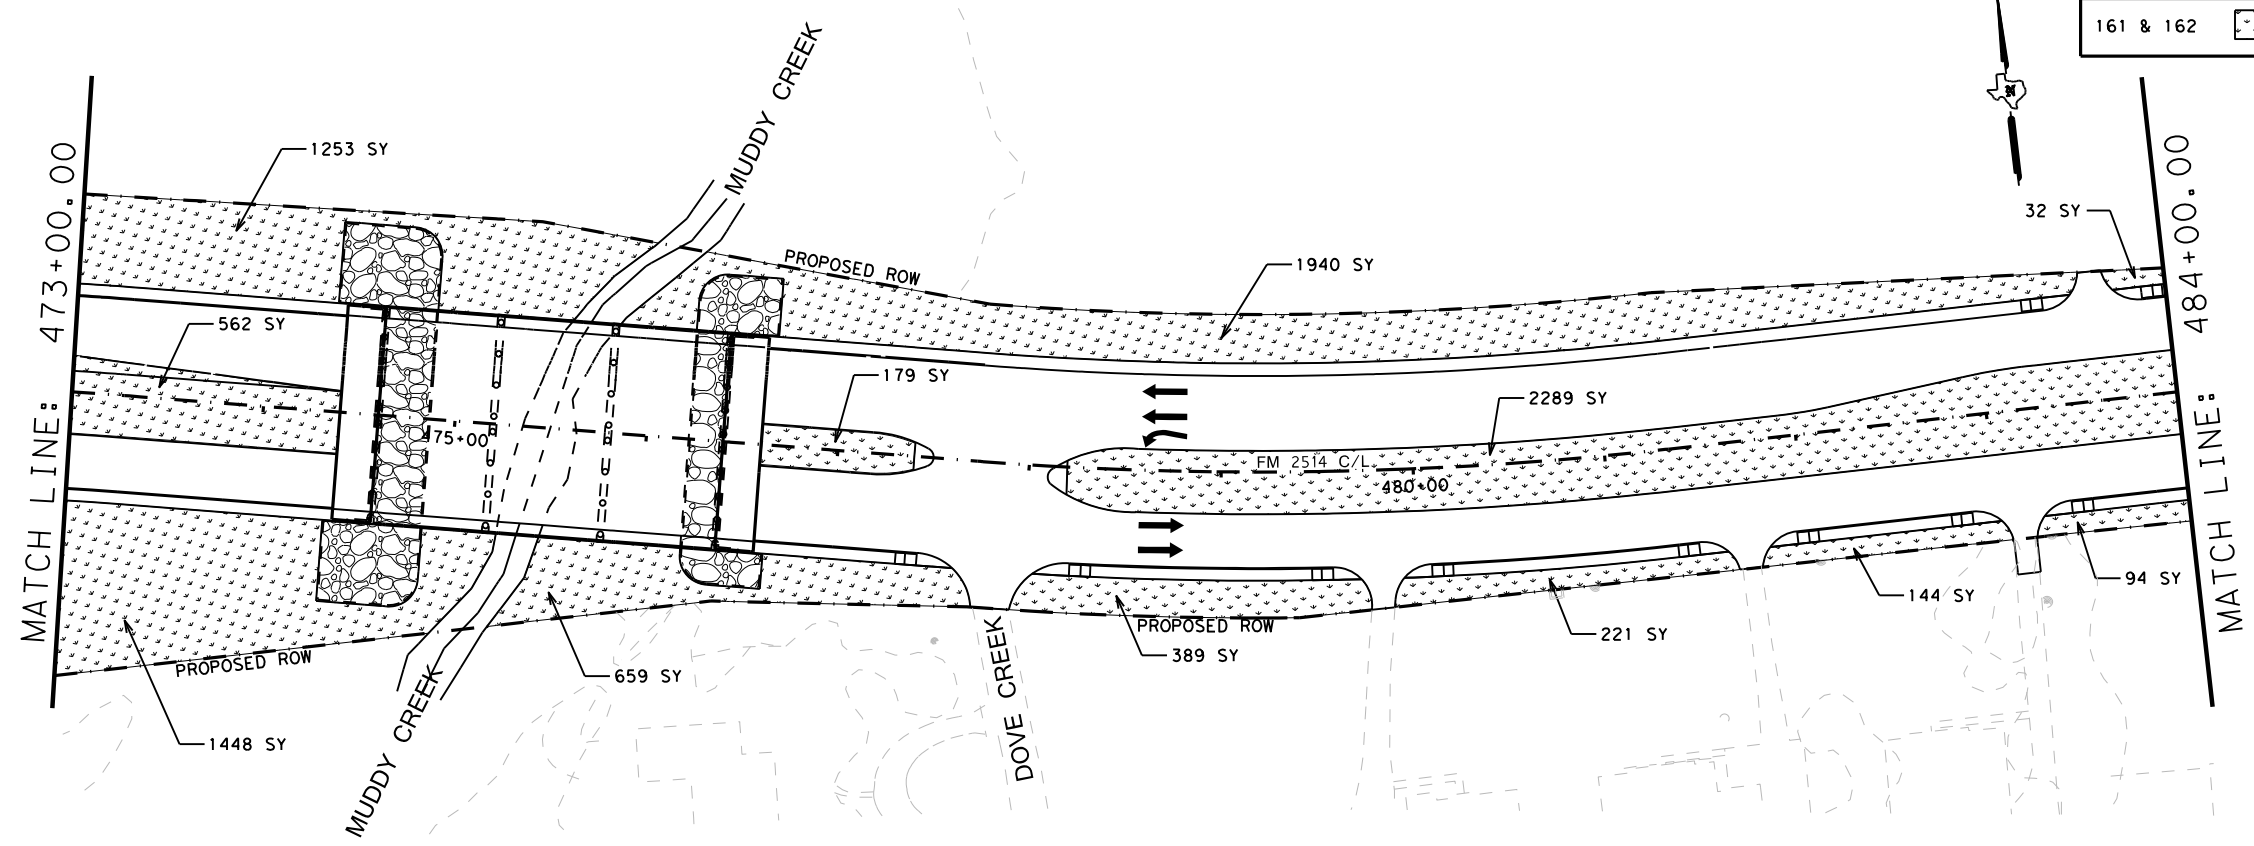 161 & 162
MUDDY CREEK
1253 SY
MATCH LINE: 473+00.00
MATCH LINE: 484+00.00
32 SY
PROPOSED ROW
1940 SY
562 SY
179 SY
2289 SY
75+00
FM 2514 C/L
480+00
94 SY
144 SY
PROPOSED ROW
221 SY
389 SY
PROPOSED ROW
659 SY
DOVE CREEK
MUDDY CREEK
1448 SY